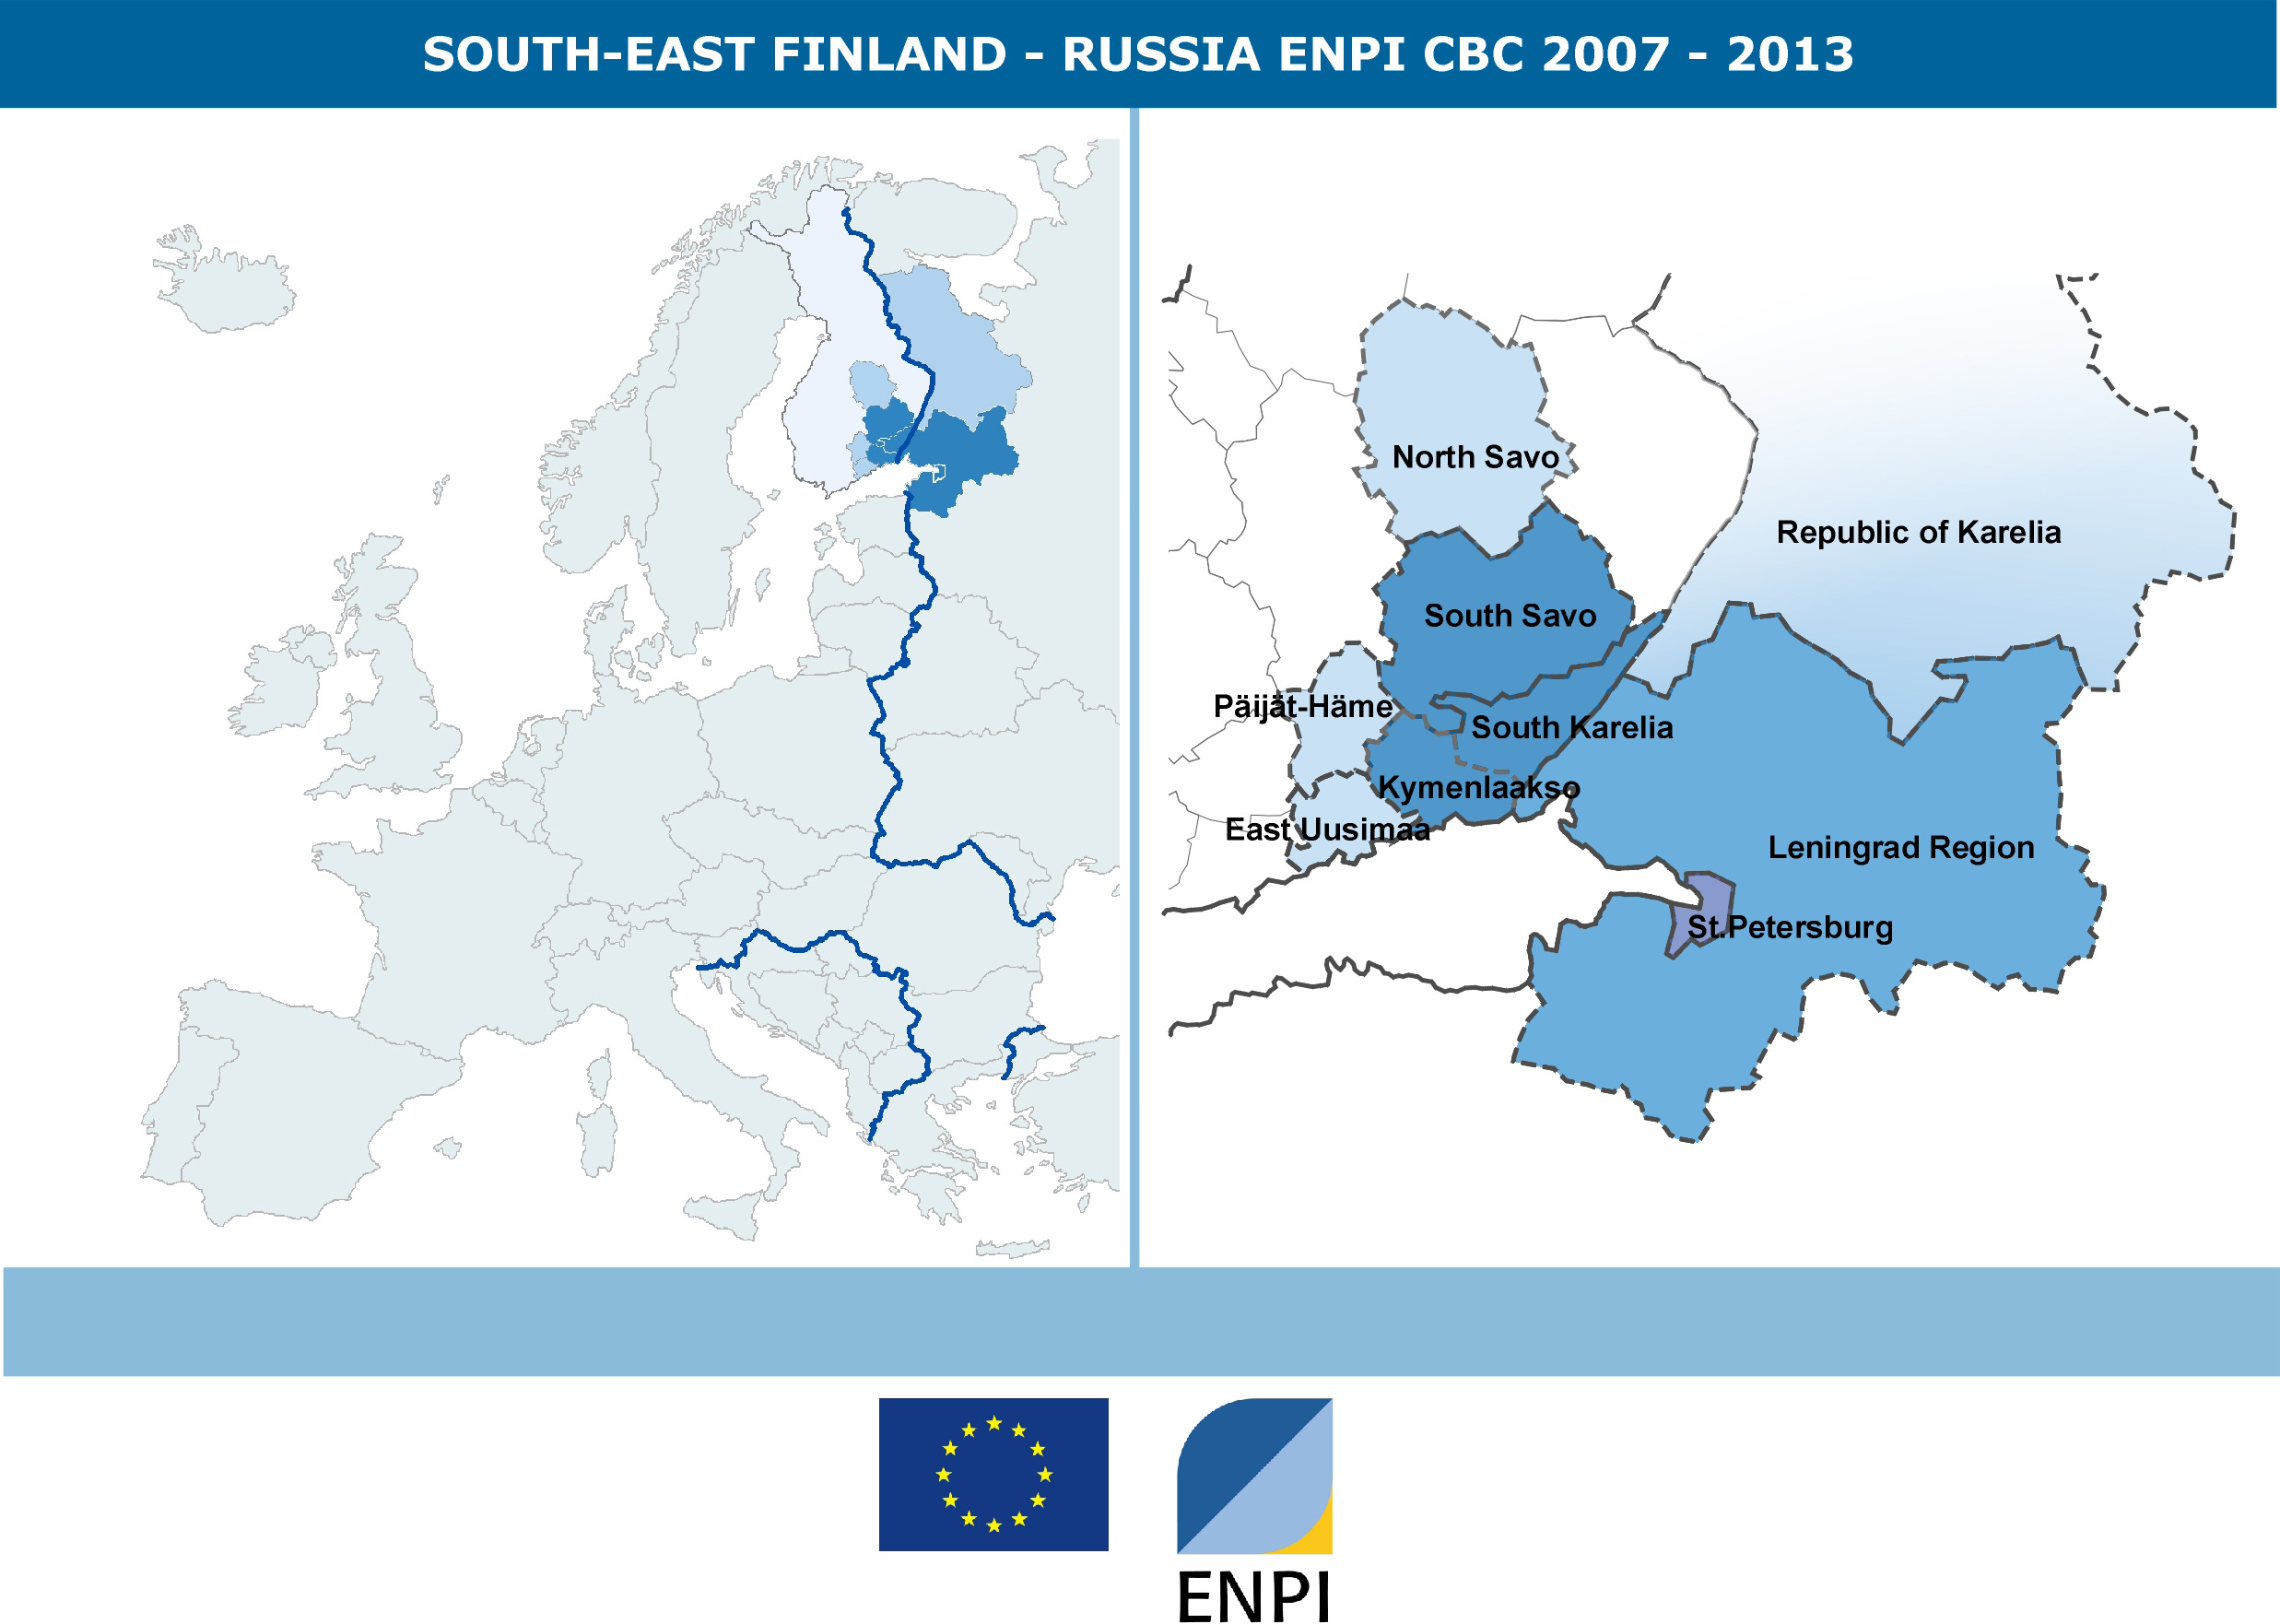 SOUTH-EAST FINLAND - RUSSIA ENPI CBC 2007 - 2013
North Savo
Republic of Karelia
South Savo
Päijät-Häme
South Karelia
Kymenlaakso
East Uusimaa
Leningrad Region
St.Petersburg
ENPI